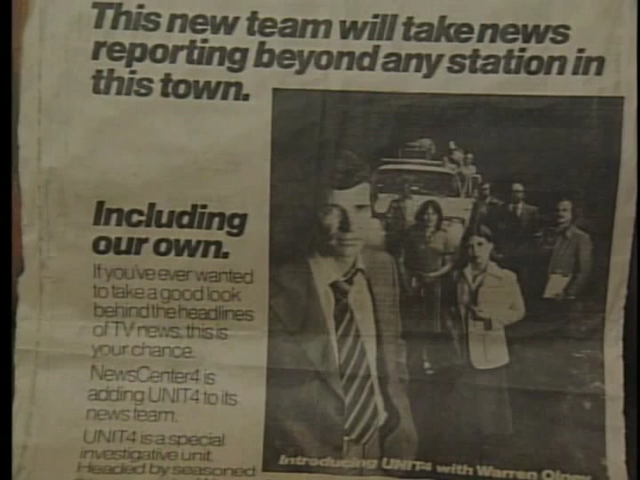 This new team will take news
reporting beyond any station in
this town.
Including
our own.
If you've ever wanted
to take a good look
behind the headlines
of TV news, this is
your chance.
NewsCenter4 is
adding UNIT4 to its
news team.
UNIT4 is a special
investigative unit.
Headed by seasoned
Introducing UNIT4 with Warren Olney